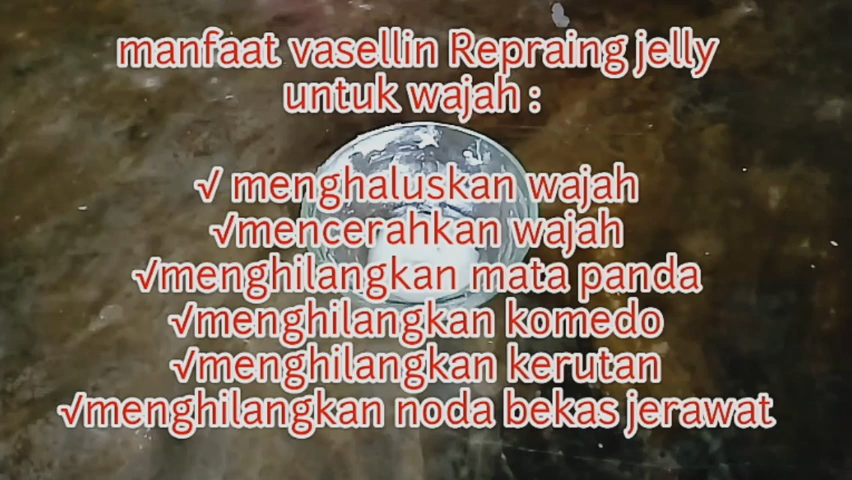 manfaat vasellin Repraing jelly
untuk wajah :
√ menghaluskan wajah
√mencerahkan wajah
√menghilangkan mata panda
√menghilangkan komedo
√menghilangkan kerutan
√menghilangkan noda bekas jerawat